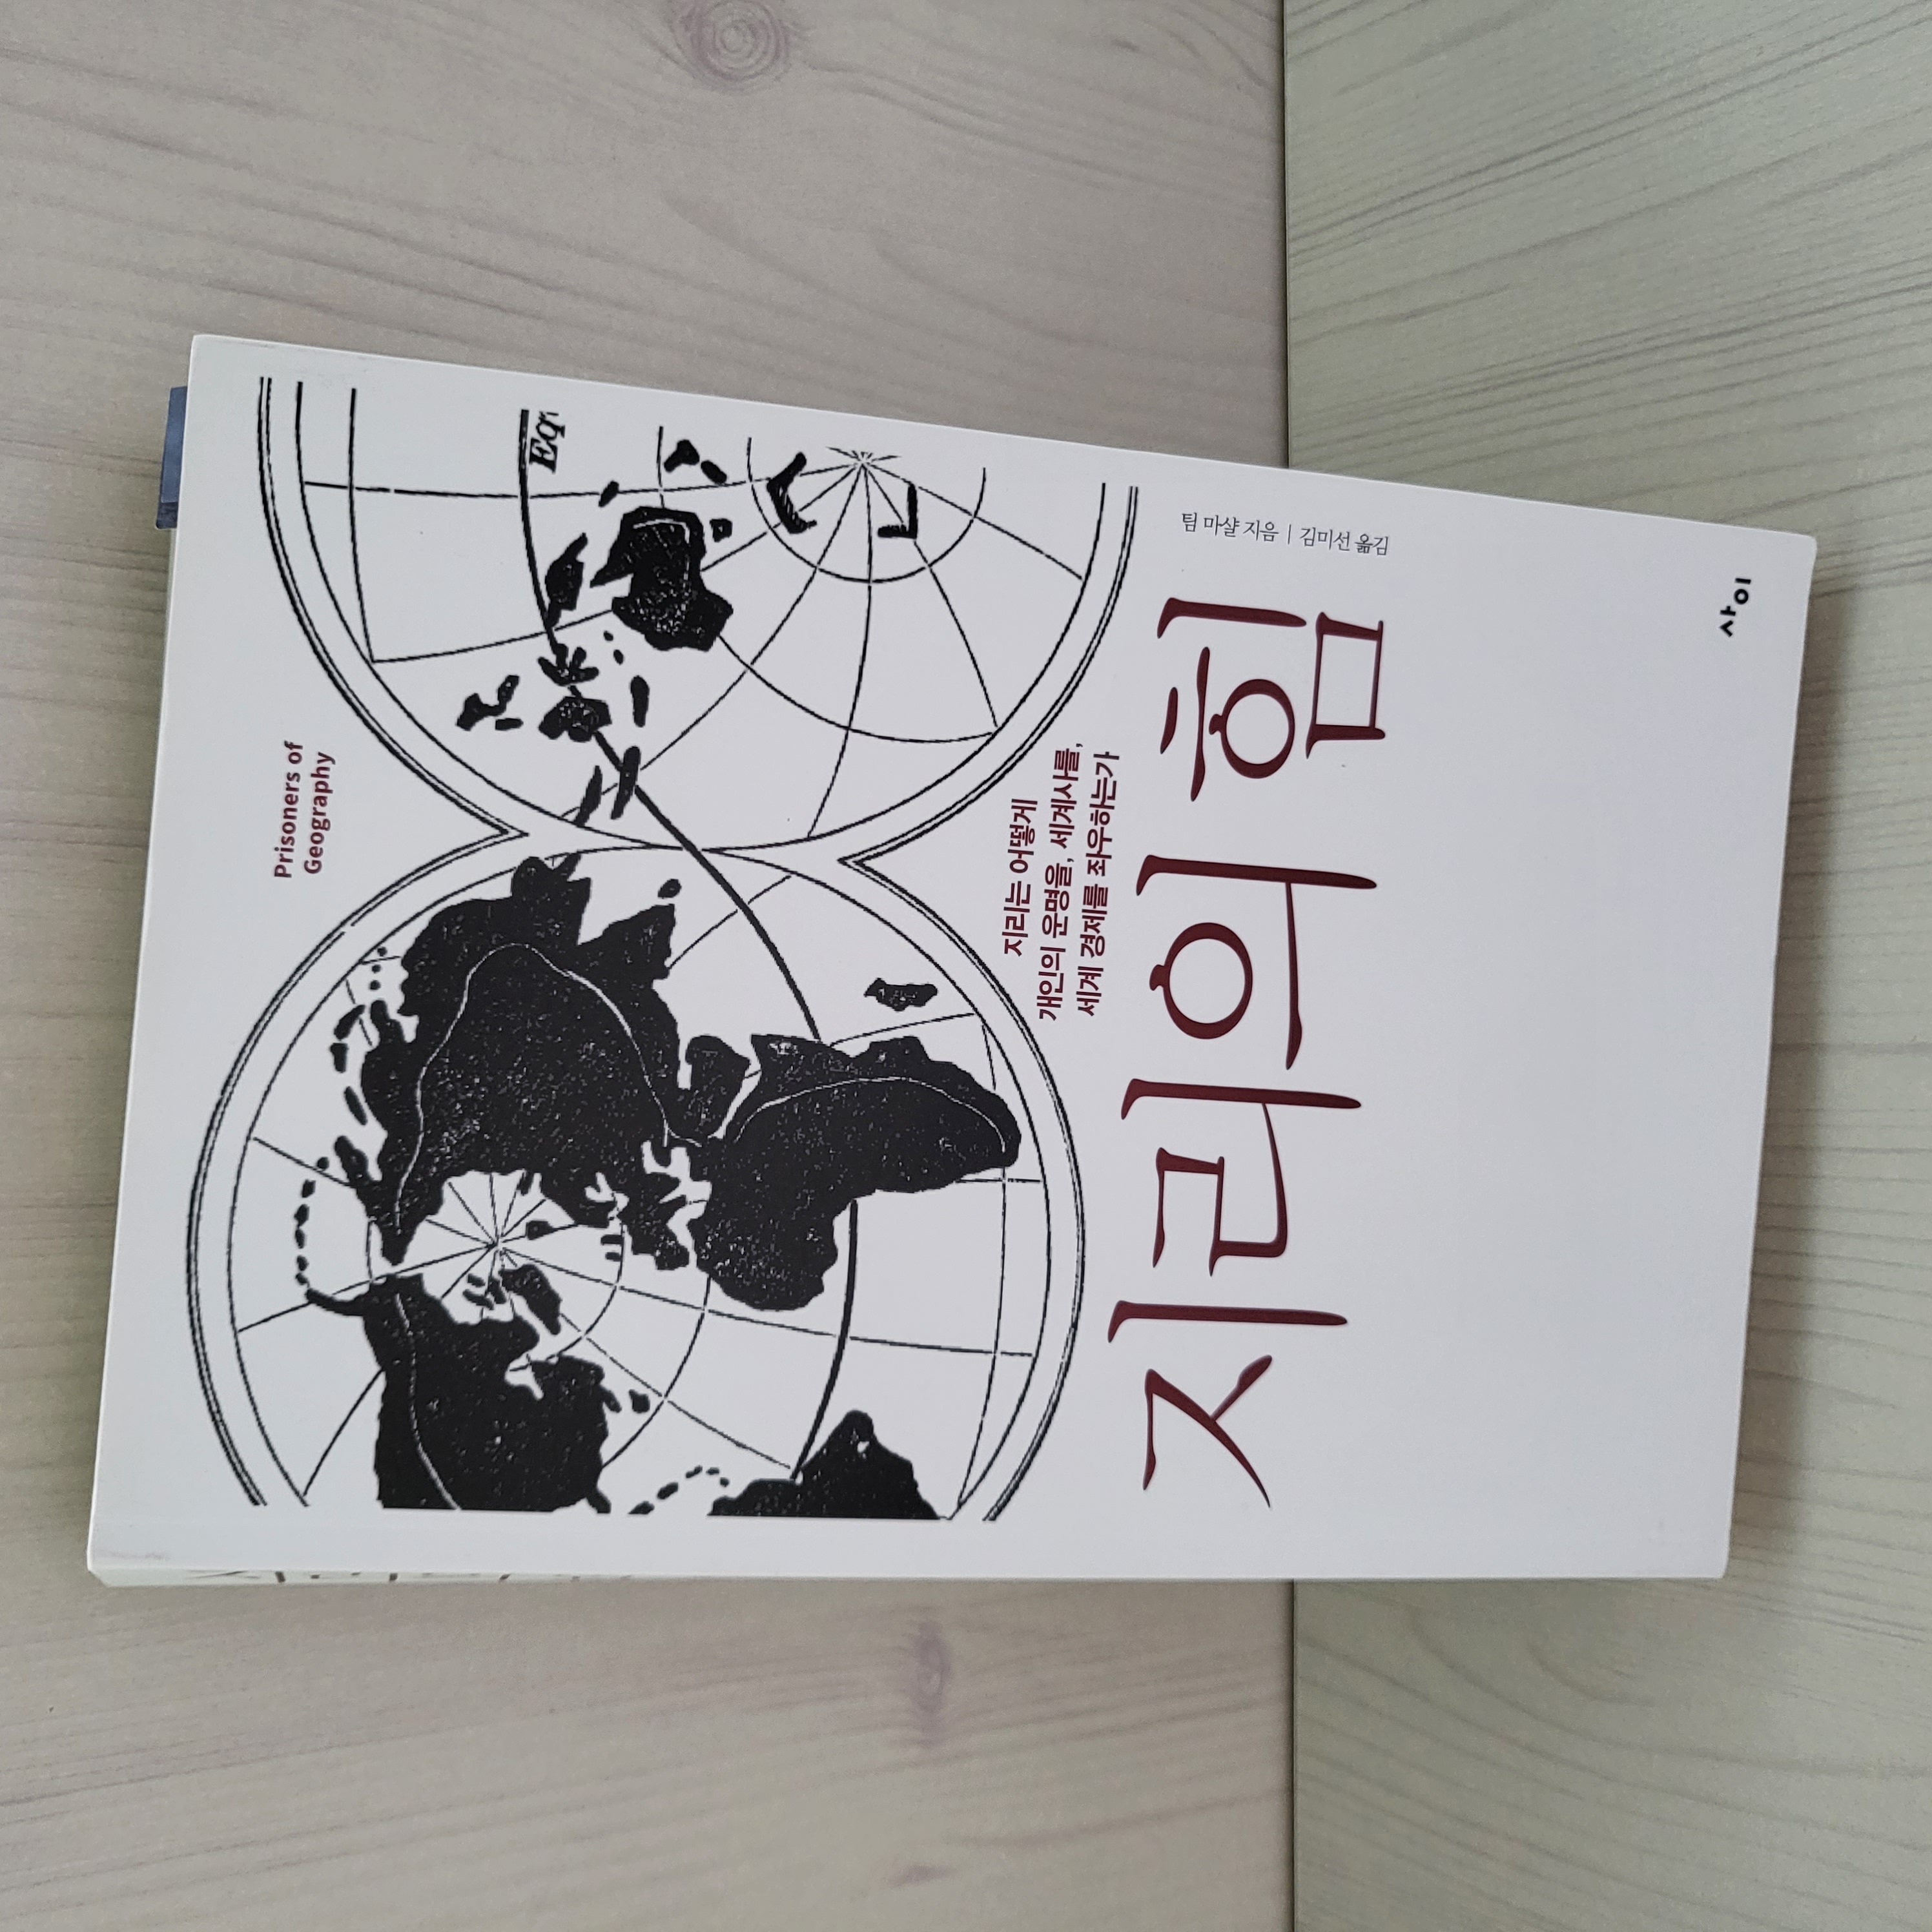 Prisoners of
Geography
Eq
지리는 어떻게
개인의 운명을, 세계사를,
세계 경제를 좌우하는가
지리의 힘
팀 마샬 지음 | 김미선 옮김
사이